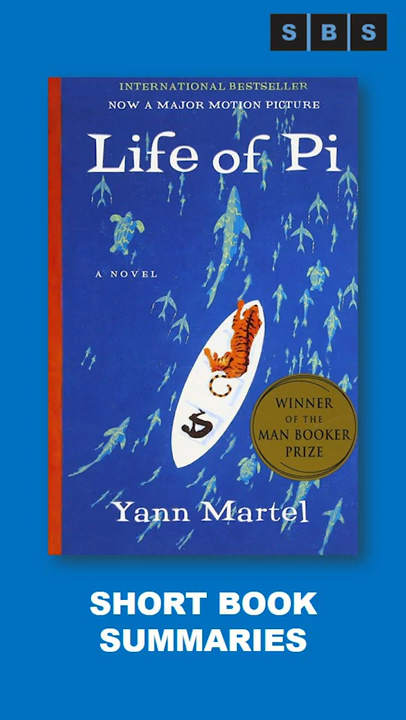 S B S
INTERNATIONAL BESTSELLER
NOW A MAJOR MOTION PICTURE
Life of Pi
A NOVEL
WINNER
OF THE
MAN BOOKER
PRIZE
Yann Martel
SHORT BOOK
SUMMARIES